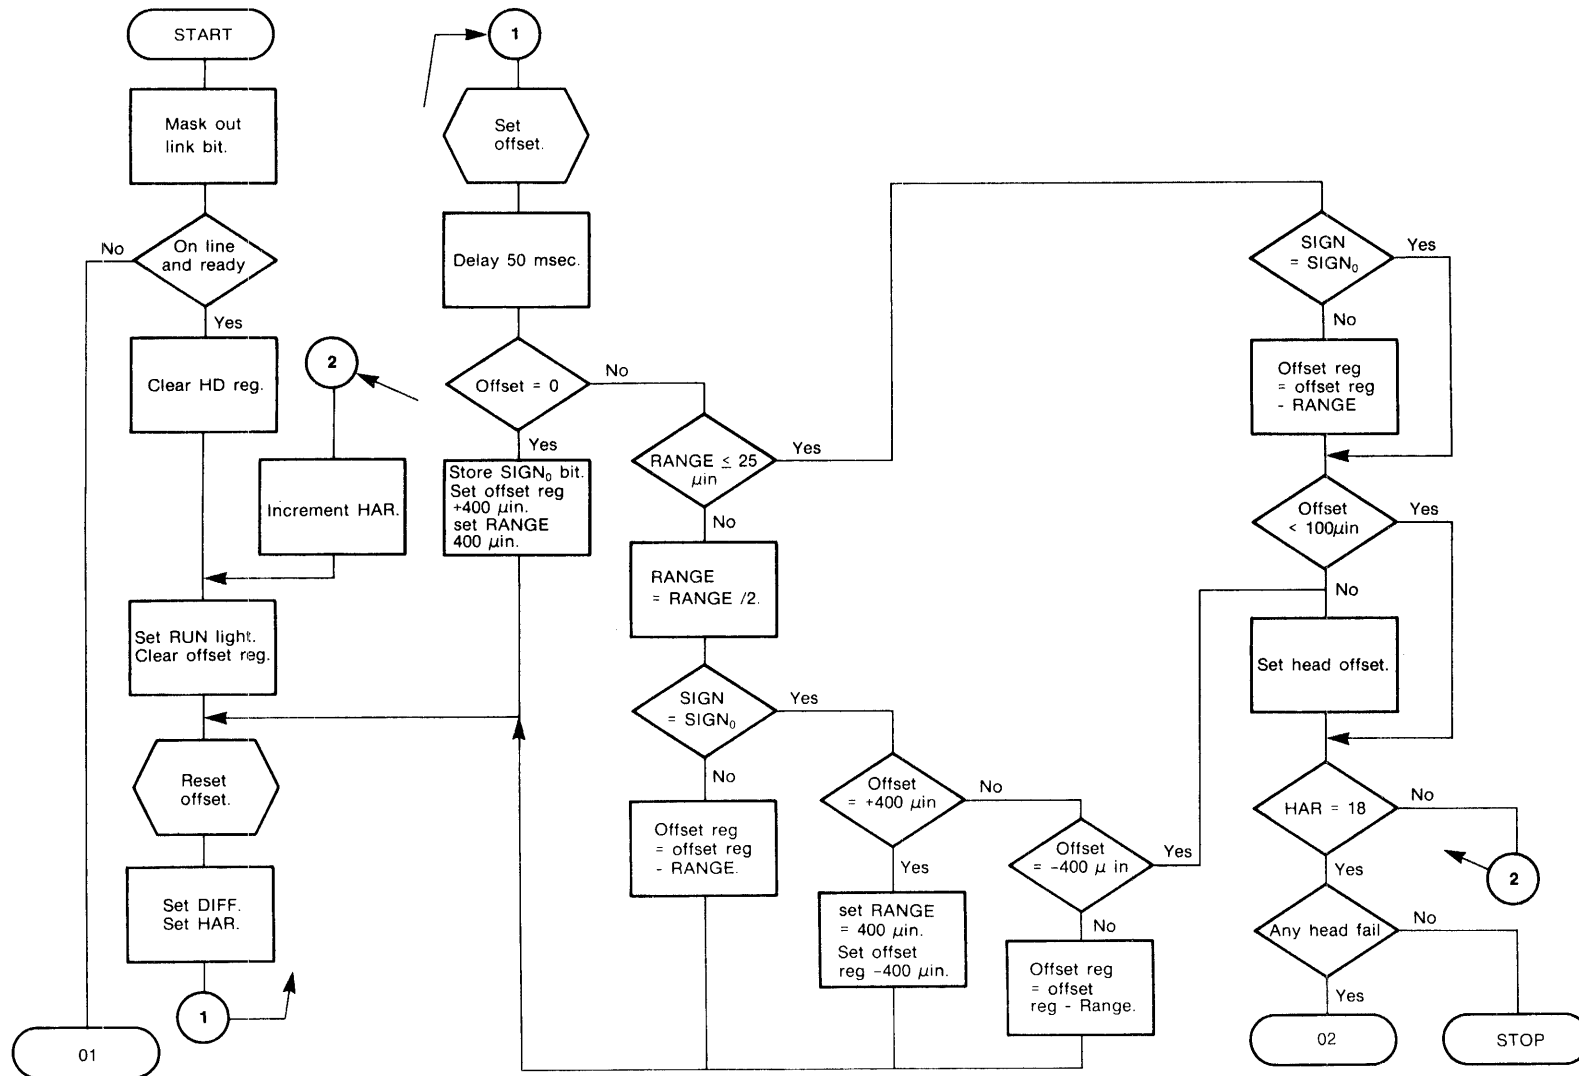 START
Mask out
link bit.
On line
and ready
No
Yes
Clear HD reg.
2
Increment HAR.
Set RUN light.
Clear offset reg.
Reset
offset.
Set DIFF.
Set HAR.
1
01
1
Set
offset.
Delay 50 msec.
Offset = 0
No
Yes
Store SIGN₀ bit.
Set offset reg
+400 μin.
set RANGE
400 μin.
RANGE ≤ 25
μin
Yes
No
RANGE
= RANGE /2.
SIGN
= SIGN₀
Yes
No
Offset reg
= offset reg
- RANGE.
Offset
= +400 μin
No
Yes
set RANGE
= 400 μin.
Set offset
reg -400 μin.
Offset
= -400 μ in
Yes
No
Offset reg
= offset
reg - Range.
SIGN
= SIGN₀
Yes
No
Offset reg
= offset reg
- RANGE
Offset
< 100μin
Yes
No
Set head offset.
HAR = 18
No
Yes
2
Any head fail
No
Yes
02
STOP